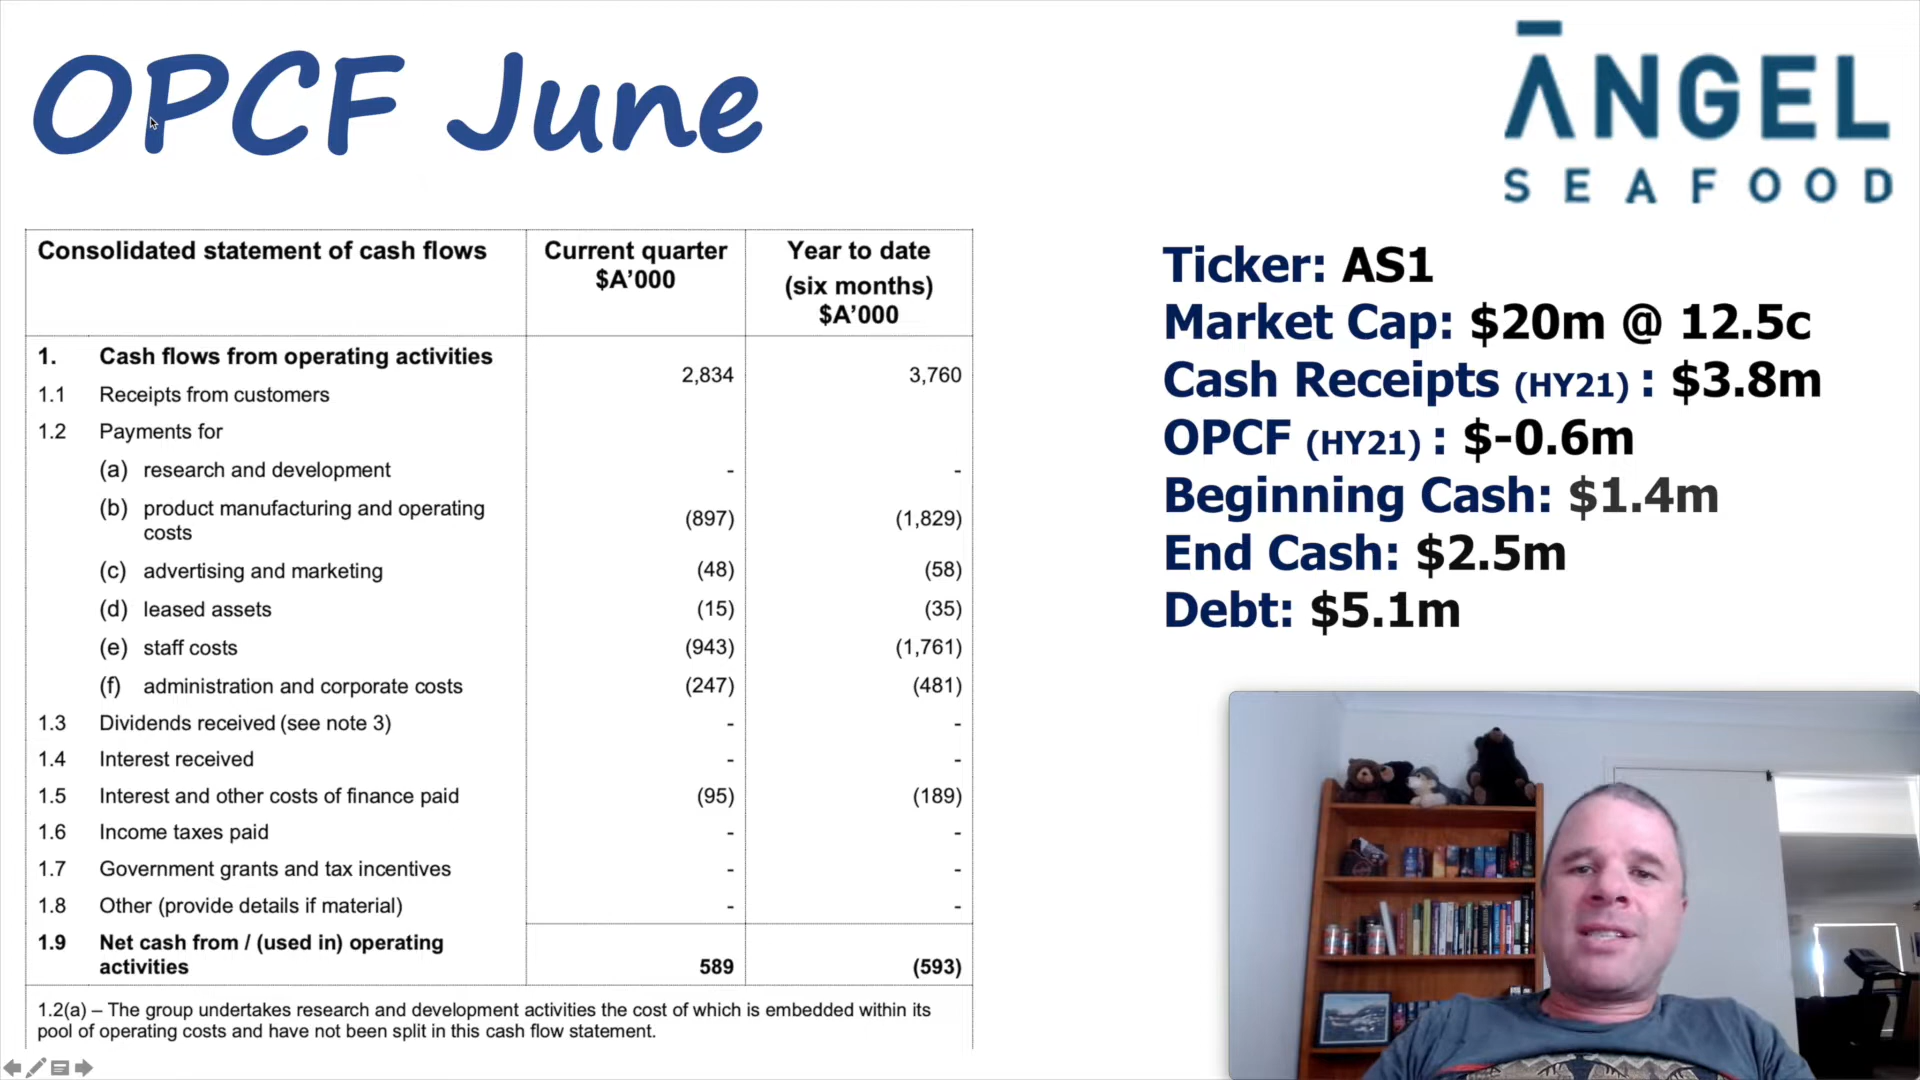 OPCF June
ĀNGEL
SEAFOOD
Consolidated statement of cash flows
Current quarter
$A’000
Year to date
(six months)
$A’000
1. Cash flows from operating activities
2,834 3,760
1.1 Receipts from customers
1.2 Payments for
(a) research and development - -
(b) product manufacturing and operating
costs
(897) (1,829)
(c) advertising and marketing (48) (58)
(d) leased assets (15) (35)
(e) staff costs (943) (1,761)
(f) administration and corporate costs (247) (481)
1.3 Dividends received (see note 3) - -
1.4 Interest received - -
1.5 Interest and other costs of finance paid (95) (189)
1.6 Income taxes paid - -
1.7 Government grants and tax incentives - -
1.8 Other (provide details if material) - -
1.9 Net cash from / (used in) operating
activities
589 (593)
1.2(a) – The group undertakes research and development activities the cost of which is embedded within its
pool of operating costs and have not been split in this cash flow statement.
Ticker: AS1
Market Cap: $20m @ 12.5c
Cash Receipts (HY21) : $3.8m
OPCF (HY21) : $-0.6m
Beginning Cash: $1.4m
End Cash: $2.5m
Debt: $5.1m